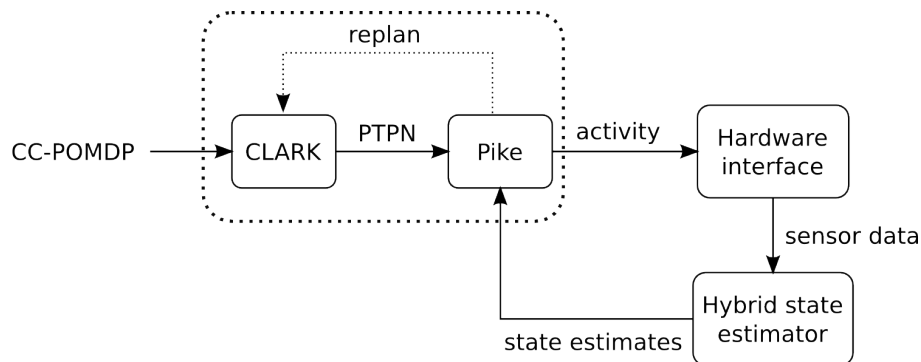 replan
CC-POMDP
CLARK
PTPN
Pike
activity
Hardware
interface
sensor data
Hybrid state
estimator
state estimates